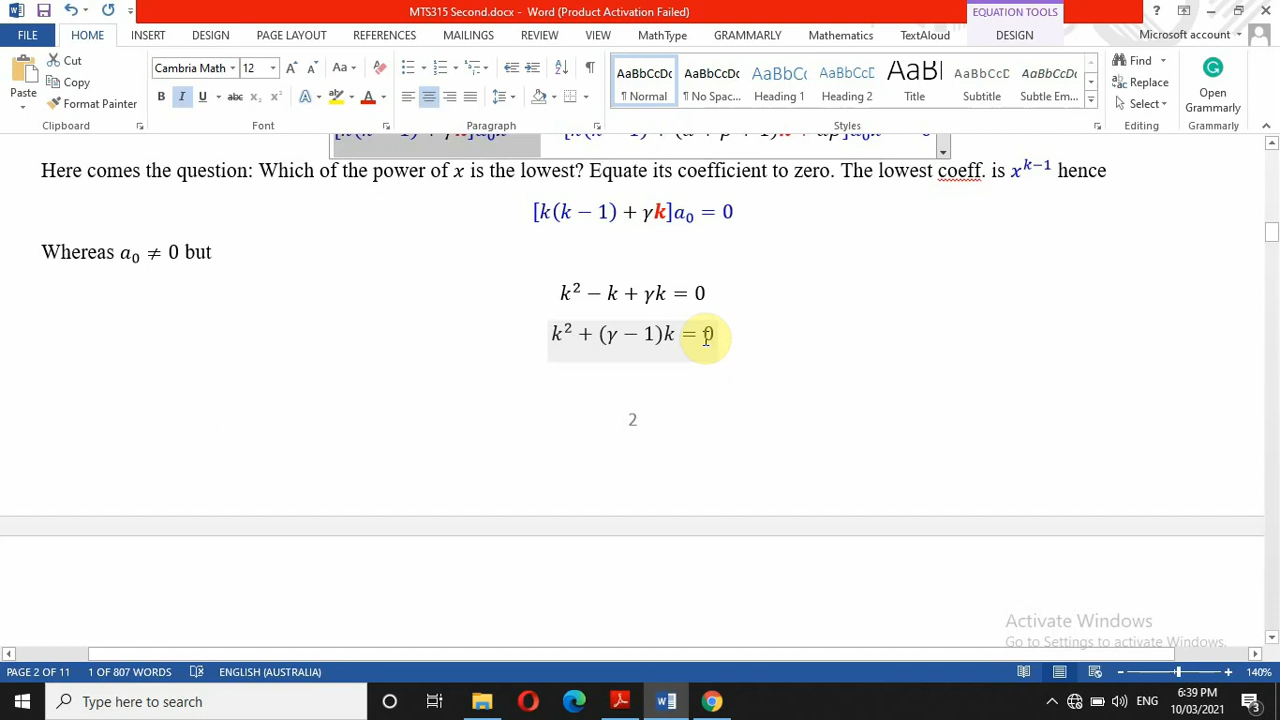 MTS315 Second.docx - Word (Product Activation Failed)
EQUATION TOOLS
FILE HOME INSERT DESIGN PAGE LAYOUT REFERENCES MAILINGS REVIEW VIEW MathType GRAMMARLY Mathematics TextAloud DESIGN Microsoft account
Paste
Cut
Copy
Format Painter
Cambria Math 12
AaBbCcDc AaBbCcDc AaBbCc AaBbCcC AaBl AaBbCcD AaBbCcDc
¶ Normal ¶ No Spac... Heading 1 Heading 2 Title Subtitle Subtle Em...
Find
Replace
Select
Open
Grammarly
Clipboard Font Paragraph Styles Editing Grammarly
Here comes the question: Which of the power of x is the lowest? Equate its coefficient to zero. The lowest coeff. is x^{k−1} hence
[k(k − 1) + γk]a₀ = 0
Whereas a₀ ≠ 0 but
k² − k + γk = 0
k² + (γ − 1)k = 0
2
Activate Windows
Go to Settings to activate Windows.
PAGE 2 OF 11 1 OF 807 WORDS ENGLISH (AUSTRALIA) 140%
Type here to search
ENG
6:39 PM
10/03/2021
3